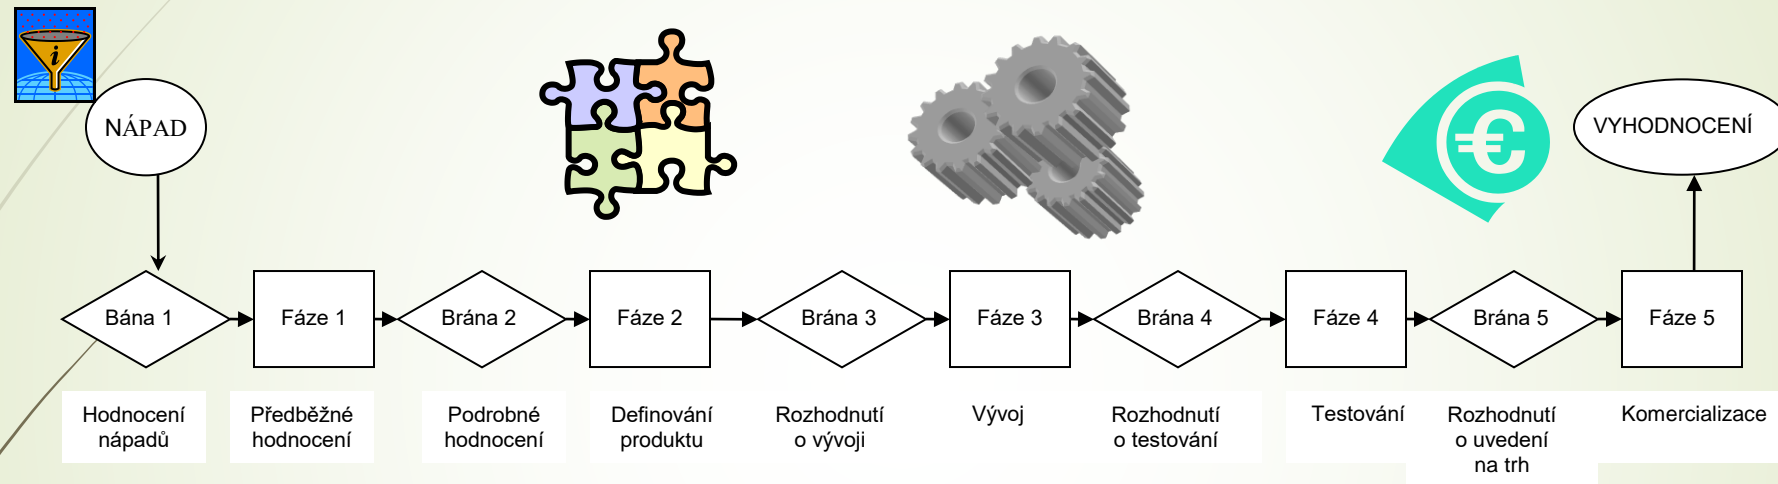 i
NÁPAD
VYHODNOCENÍ
Bána 1
Fáze 1
Brána 2
Fáze 2
Brána 3
Fáze 3
Brána 4
Fáze 4
Brána 5
Fáze 5
Hodnocení
nápadů
Předběžné
hodnocení
Podrobné
hodnocení
Definování
produktu
Rozhodnutí
o vývoji
Vývoj
Rozhodnutí
o testování
Testování
Rozhodnutí
o uvedení
na trh
Komercializace